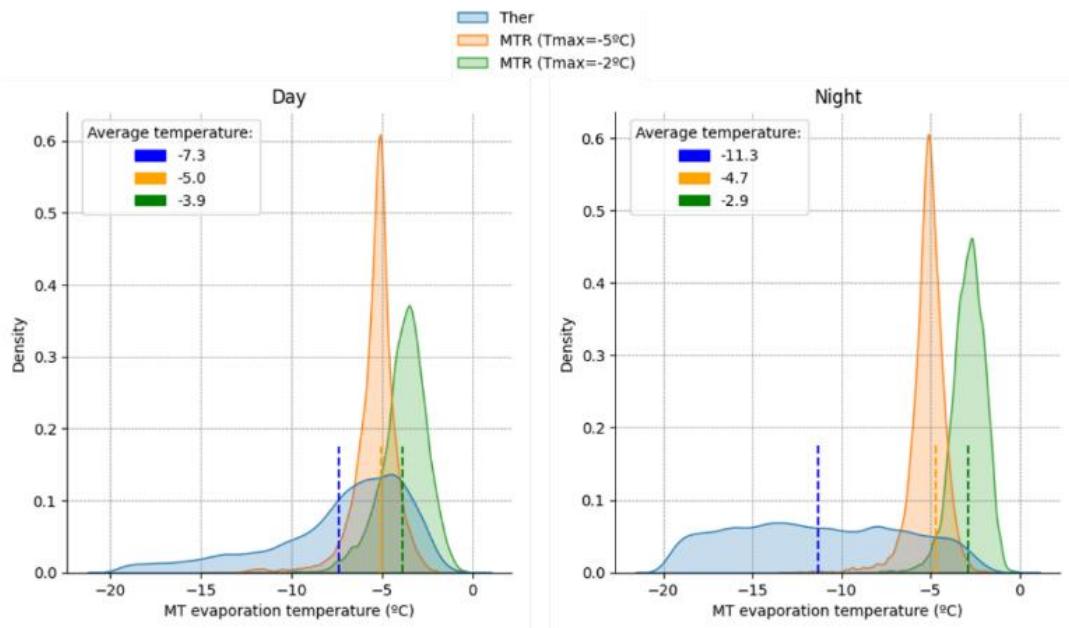 Ther
MTR (Tmax=-5ºC)
MTR (Tmax=-2ºC)
Day
Average temperature:
-7.3
-5.0
-3.9
Density
0.6
0.5
0.4
0.3
0.2
0.1
0.0
−20
−15
−10
−5
0
MT evaporation temperature (ºC)
Night
Average temperature:
-11.3
-4.7
-2.9
Density
0.6
0.5
0.4
0.3
0.2
0.1
0.0
−20
−15
−10
−5
0
MT evaporation temperature (ºC)